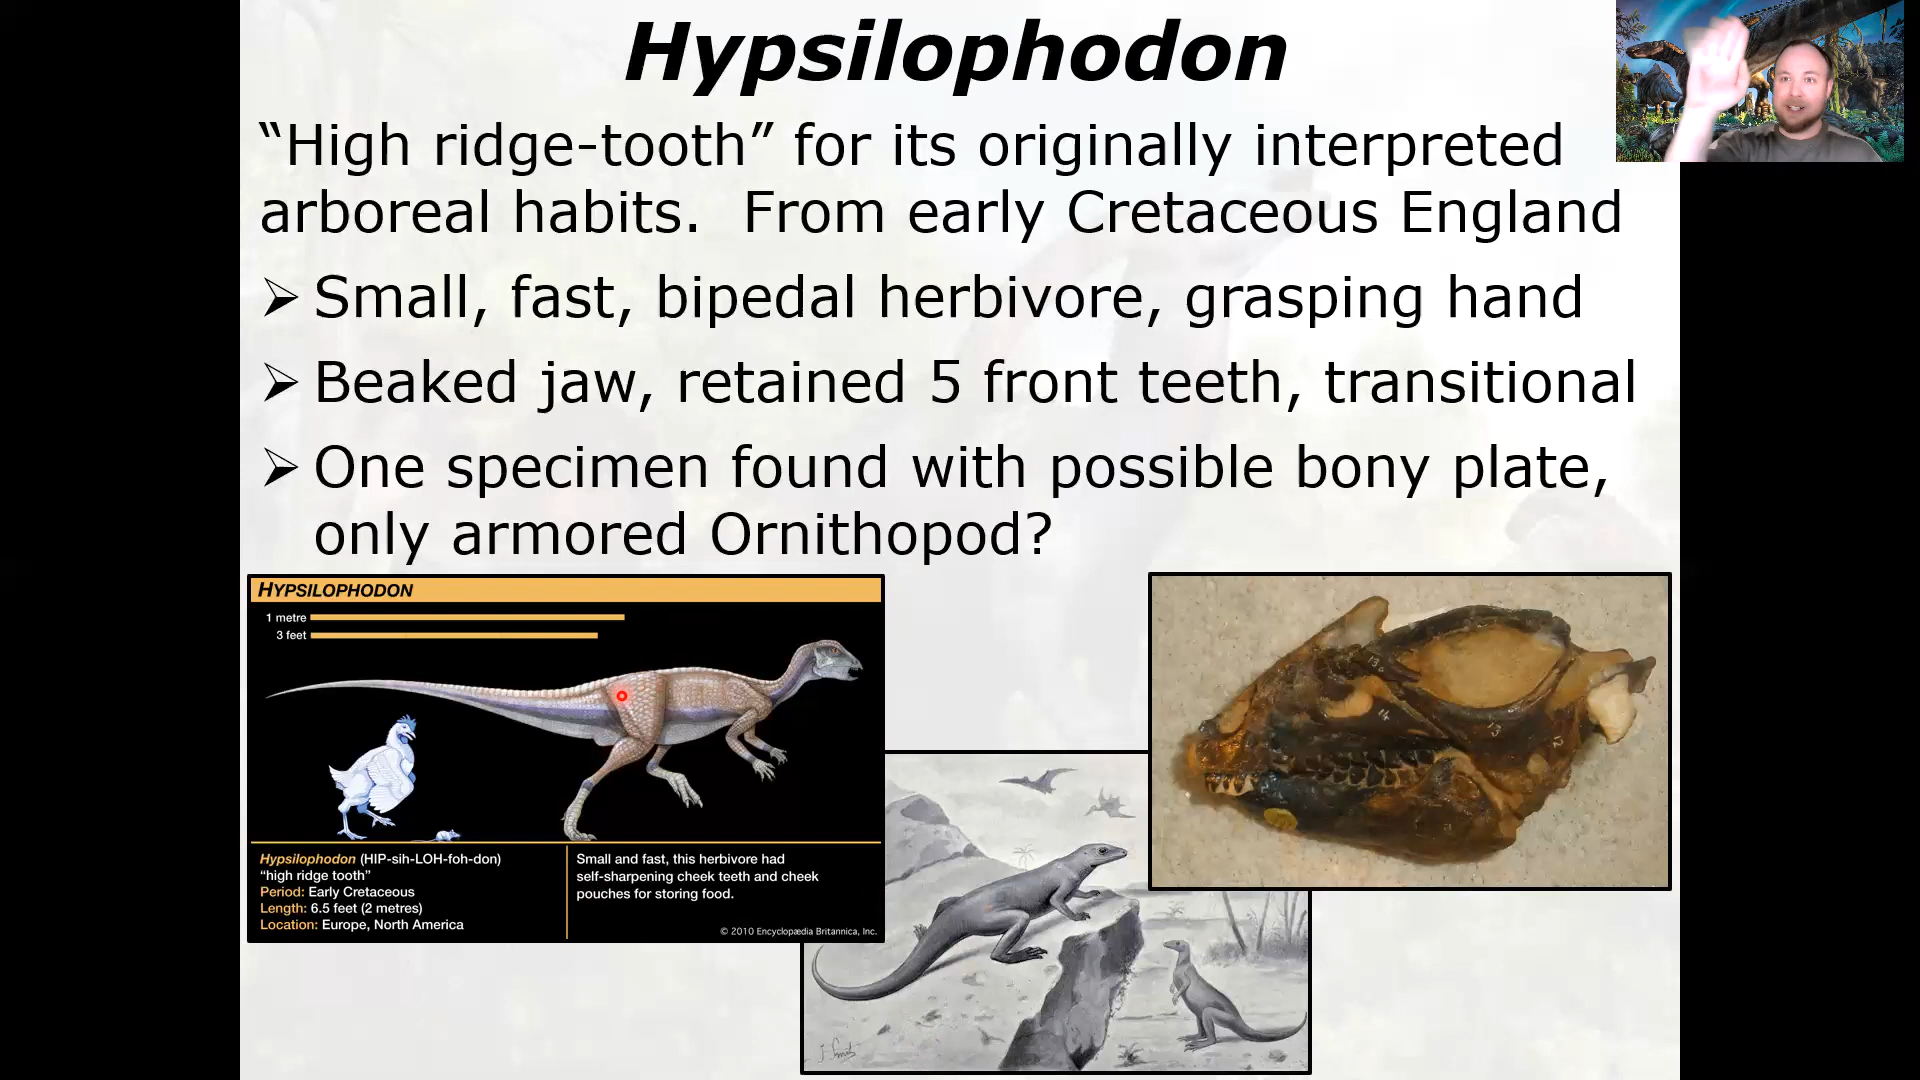 Hypsilophodon
“High ridge-tooth” for its originally interpreted
arboreal habits. From early Cretaceous England
➢ Small, fast, bipedal herbivore, grasping hand
➢ Beaked jaw, retained 5 front teeth, transitional
➢ One specimen found with possible bony plate,
only armored Ornithopod?
HYPSILOPHODON
1 metre
3 feet
Hypsilophodon (HIP-sih-LOH-foh-don)
“high ridge tooth”
Period: Early Cretaceous
Length: 6.5 feet (2 metres)
Location: Europe, North America
Small and fast, this herbivore had
self-sharpening cheek teeth and cheek
pouches for storing food.
© 2010 Encyclopædia Britannica, Inc.
J. Smit